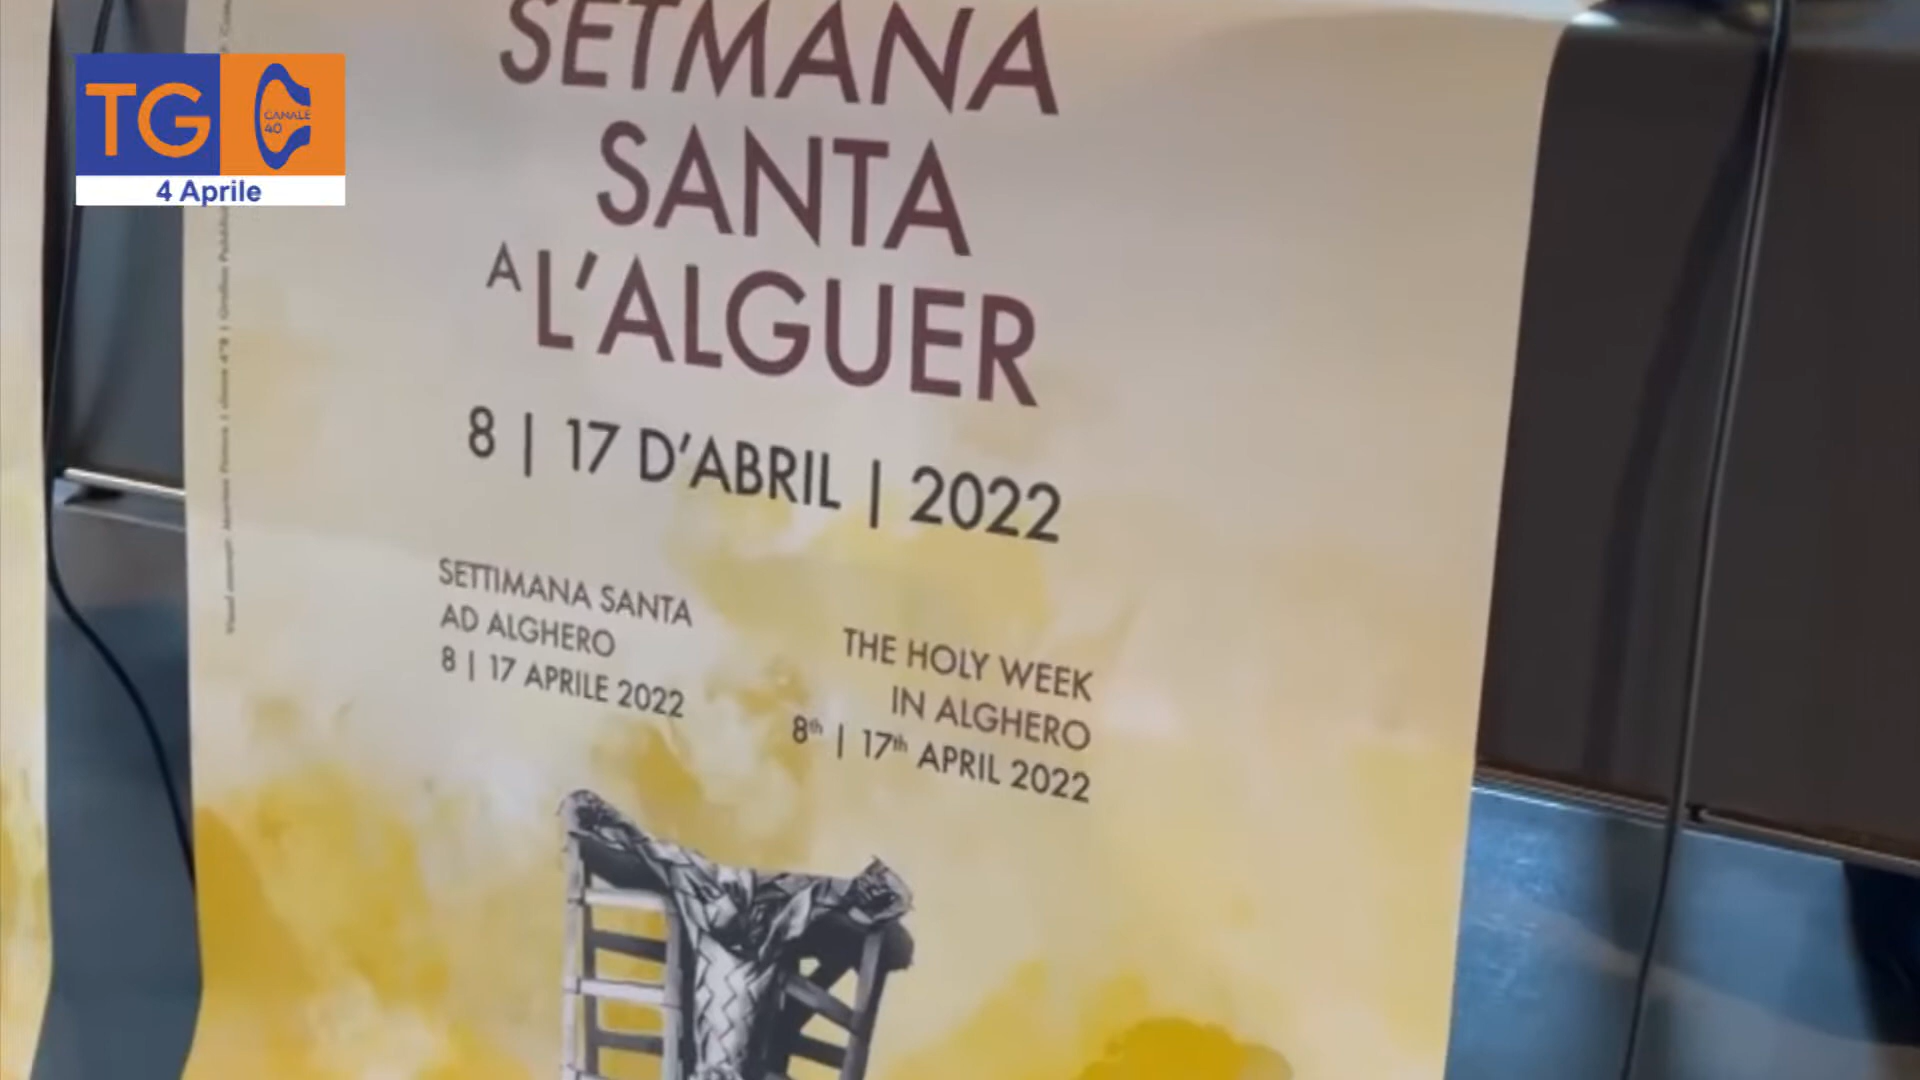 TG
CANALE
40
4 Aprile
SETMANA
SANTA
A L'ALGUER
8 | 17 D'ABRIL | 2022
SETTIMANA SANTA
AD ALGHERO
8 | 17 APRILE 2022
THE HOLY WEEK
IN ALGHERO
8th | 17th APRIL 2022